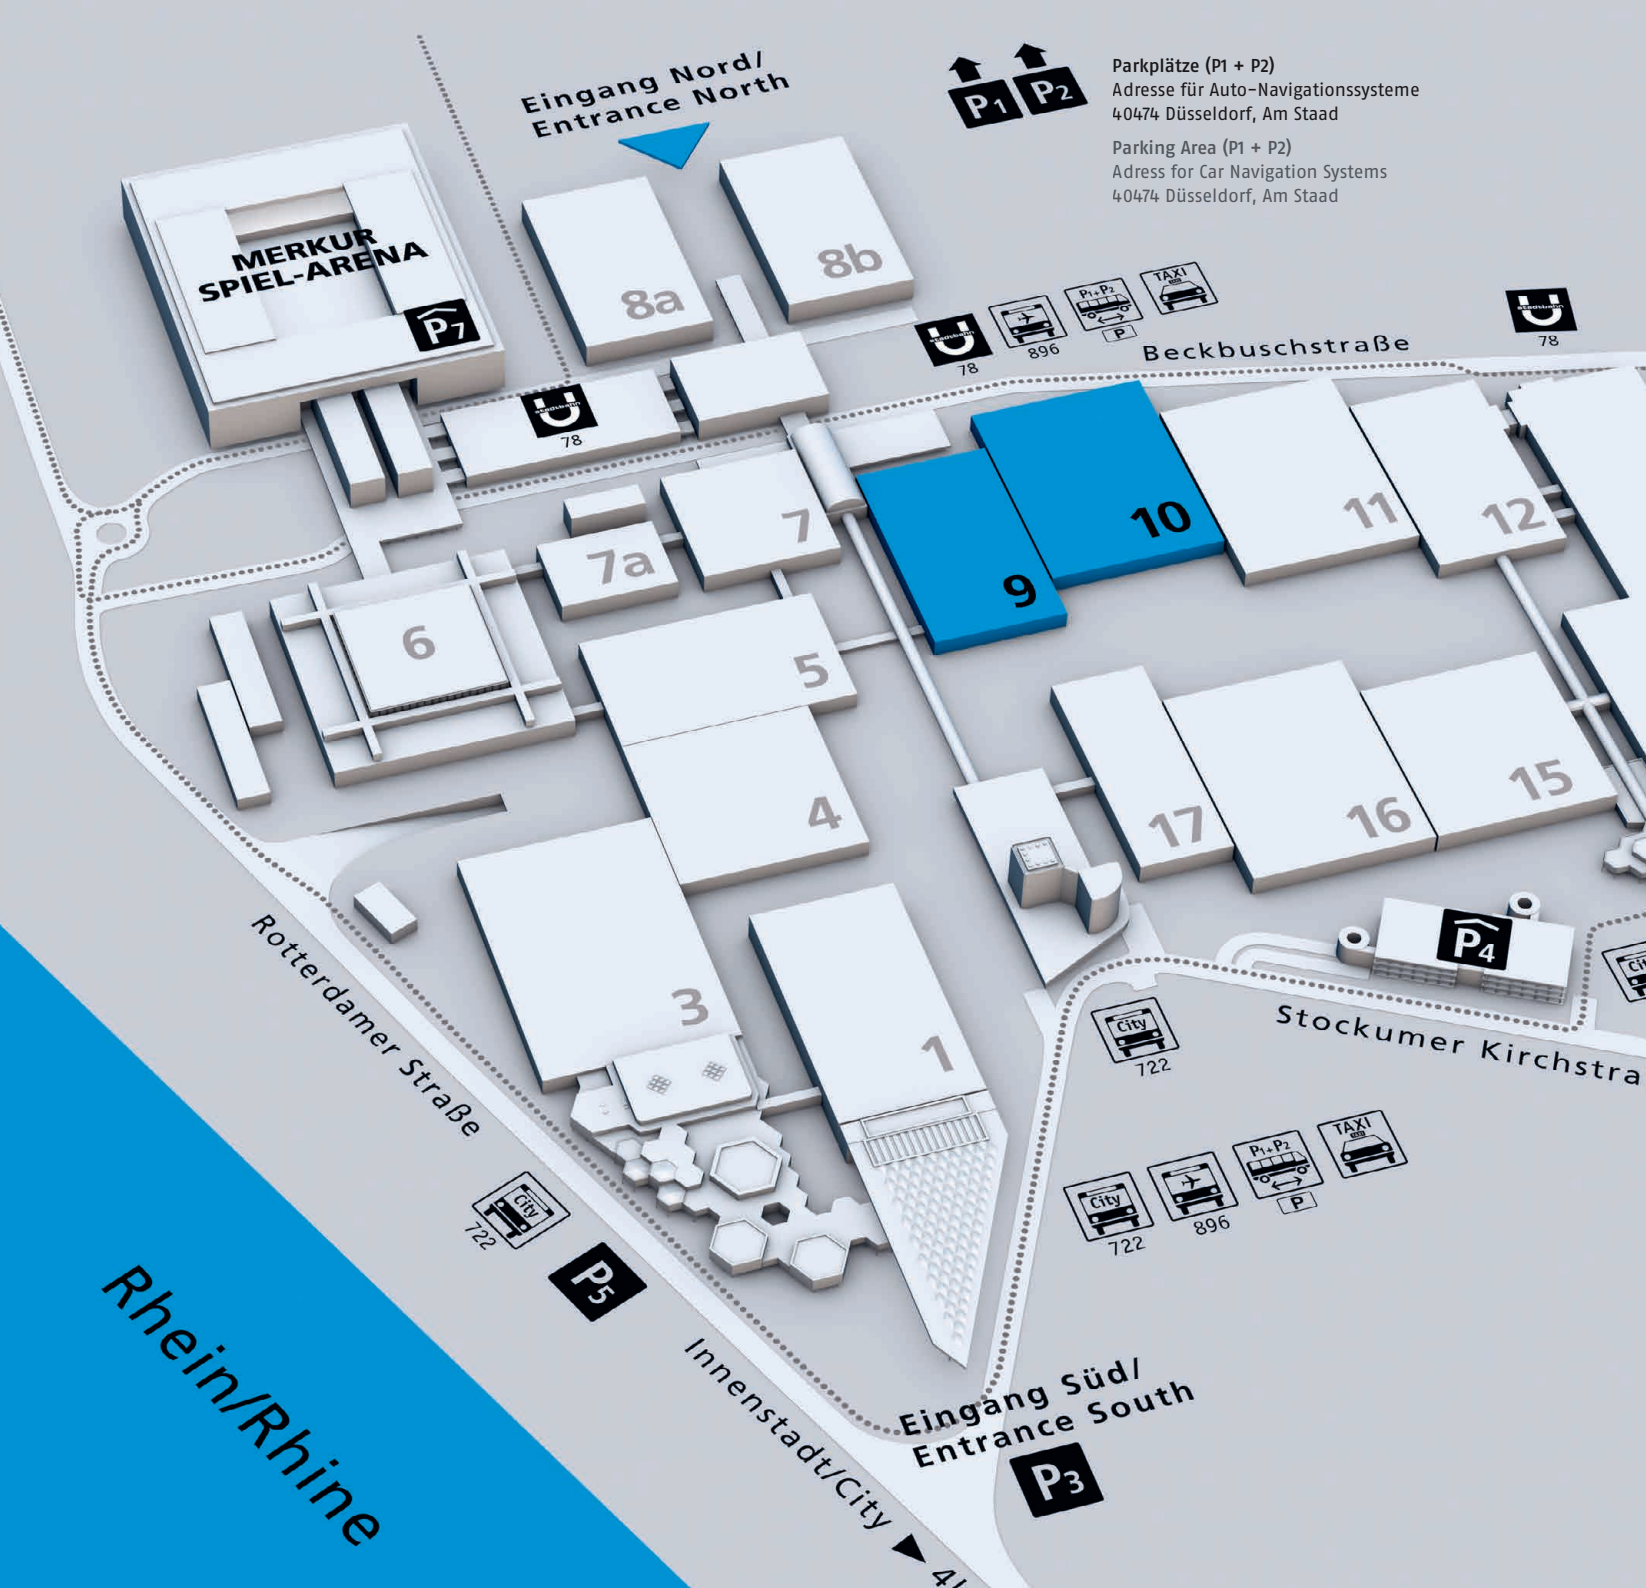 Eingang Nord/
Entrance North
P1
P2
Parkplätze (P1 + P2)
Adresse für Auto-Navigationssysteme
40474 Düsseldorf, Am Staad
Parking Area (P1 + P2)
Adress for Car Navigation Systems
40474 Düsseldorf, Am Staad
MERKUR
SPIEL-ARENA
P7
8a
8b
U
stadtbahn
78
896
P1+P2
P
TAXI
Beckbuschstraße
U
stadtbahn
78
U
stadtbahn
78
7
7a
9
10
11
12
6
5
4
17
16
15
3
1
P4
Rotterdamer Straße
City
722
Stockumer Kirchstra
City
722
P5
City
722
896
P1+P2
P
TAXI
Rhein/Rhine
Innenstadt/City
Eingang Süd/
Entrance South
P3